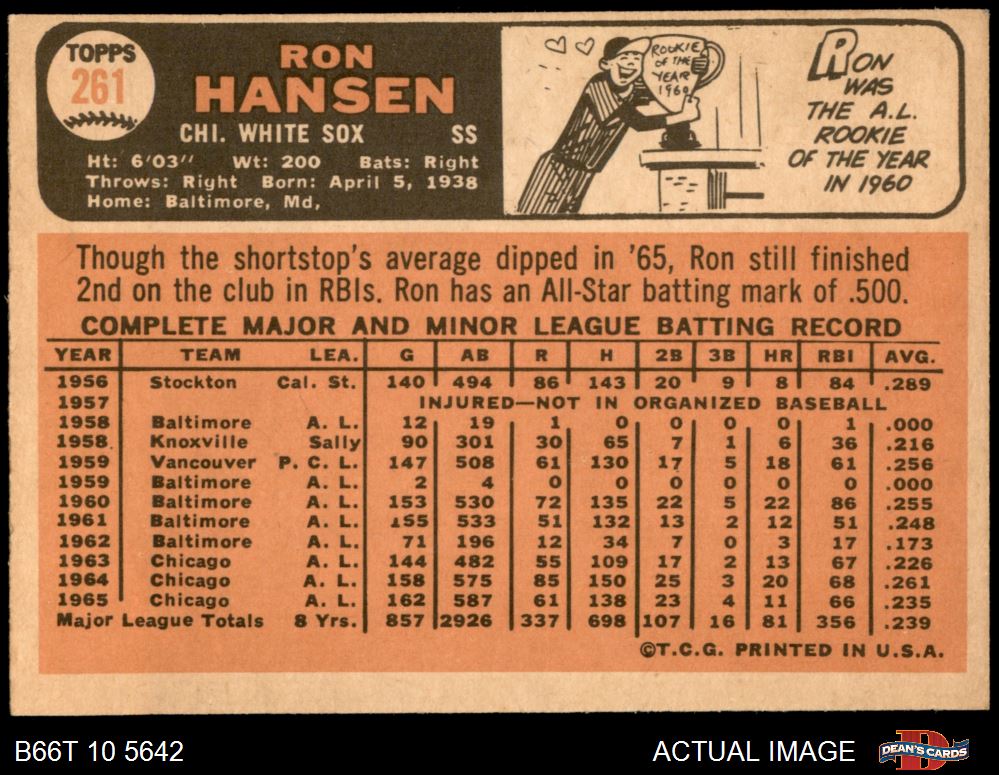 TOPPS
261
RON
HANSEN
CHI. WHITE SOX SS
Ht: 6'03" Wt: 200 Bats: Right
Throws: Right Born: April 5, 1938
Home: Baltimore, Md,
ROOKIE
OF THE
YEAR
1960
RON
WAS
THE A.L.
ROOKIE
OF THE YEAR
IN 1960
Though the shortstop's average dipped in '65, Ron still finished
2nd on the club in RBIs. Ron has an All-Star batting mark of .500.
COMPLETE MAJOR AND MINOR LEAGUE BATTING RECORD
YEAR TEAM LEA. G AB R H 2B 3B HR RBI AVG.
1956 Stockton Cal. St. 140 494 86 143 20 9 8 84 .289
1957 INJURED—NOT IN ORGANIZED BASEBALL
1958 Baltimore A. L. 12 19 1 0 0 0 0 1 .000
1958 Knoxville Sally 90 301 30 65 7 1 6 36 .216
1959 Vancouver P. C. L. 147 508 61 130 17 5 18 61 .256
1959 Baltimore A. L. 2 4 0 0 0 0 0 0 .000
1960 Baltimore A. L. 153 530 72 135 22 5 22 86 .255
1961 Baltimore A. L. 155 533 51 132 13 2 12 51 .248
1962 Baltimore A. L. 71 196 12 34 7 0 3 17 .173
1963 Chicago A. L. 144 482 55 109 17 2 13 67 .226
1964 Chicago A. L. 158 575 85 150 25 3 20 68 .261
1965 Chicago A. L. 162 587 61 138 23 4 11 66 .235
Major League Totals 8 Yrs. 857 2926 337 698 107 16 81 356 .239
©T.C.G. PRINTED IN U.S.A.
B66T 10 5642
ACTUAL IMAGE
DEAN'S CARDS